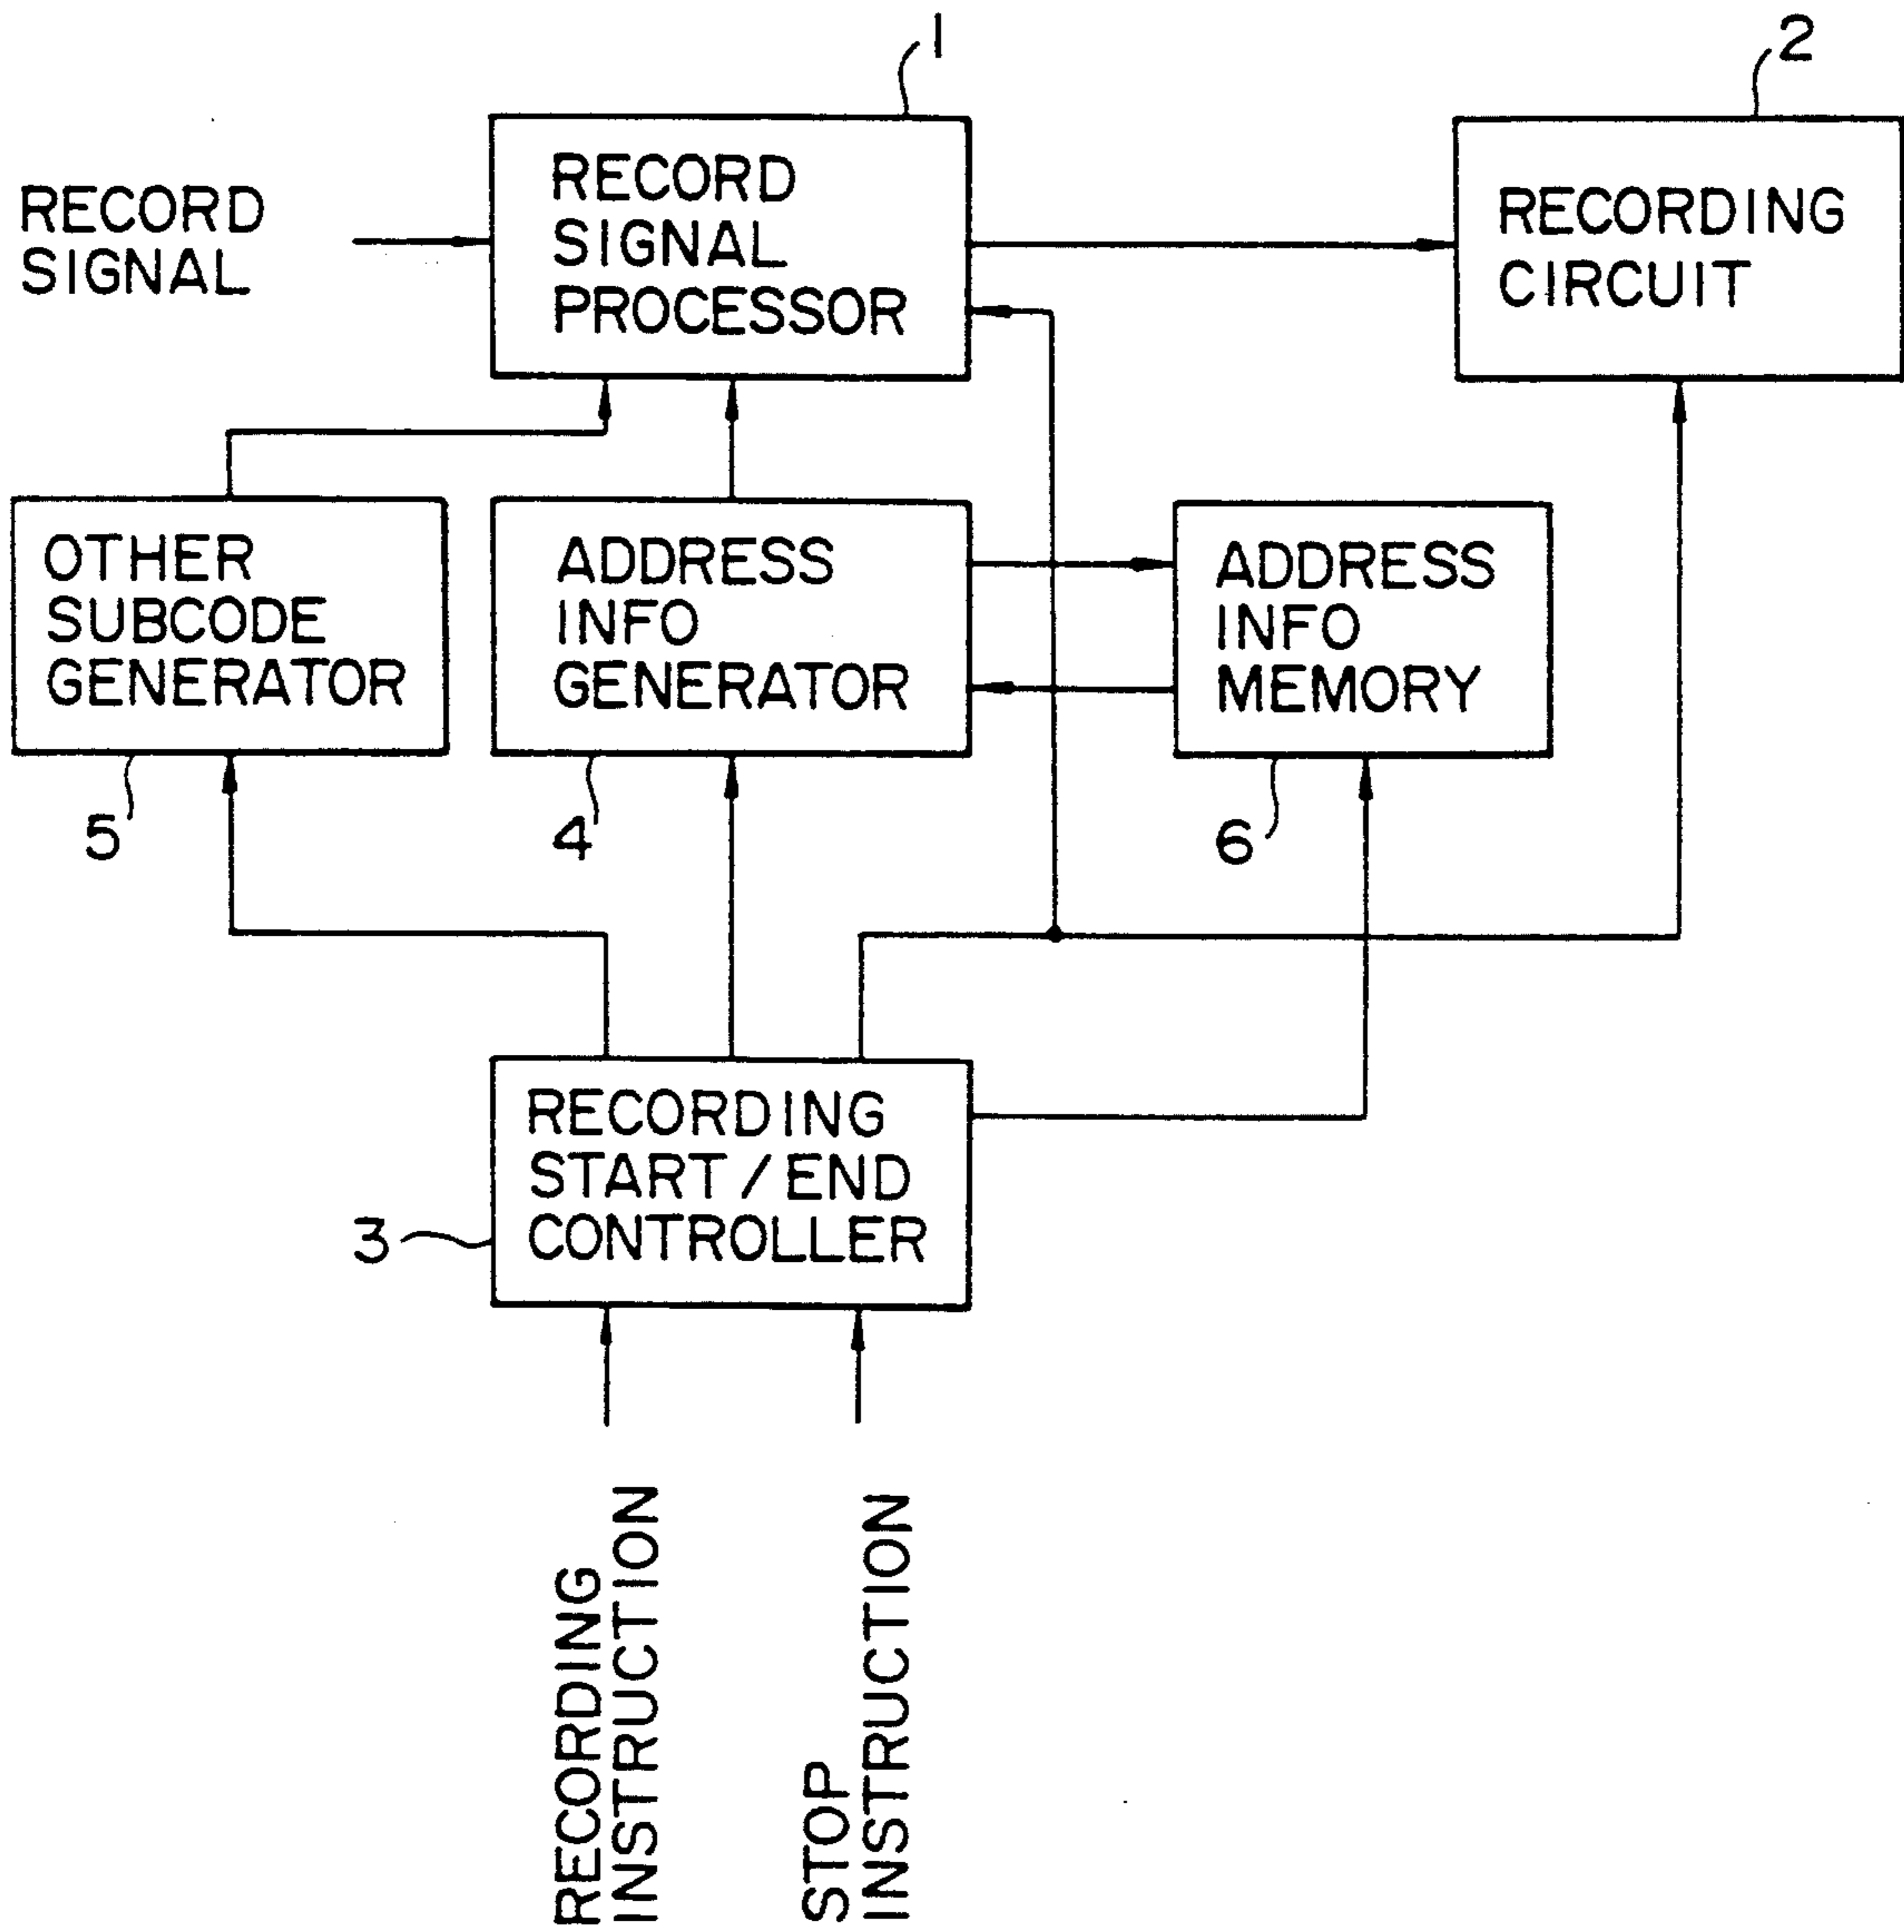 1
2
RECORD
SIGNAL
RECORD
SIGNAL
PROCESSOR
RECORDING
CIRCUIT
OTHER
SUBCODE
GENERATOR
ADDRESS
INFO
GENERATOR
ADDRESS
INFO
MEMORY
5
4
6
RECORDING
START/END
CONTROLLER
3
RECORDING
INSTRUCTION
STOP
INSTRUCTION